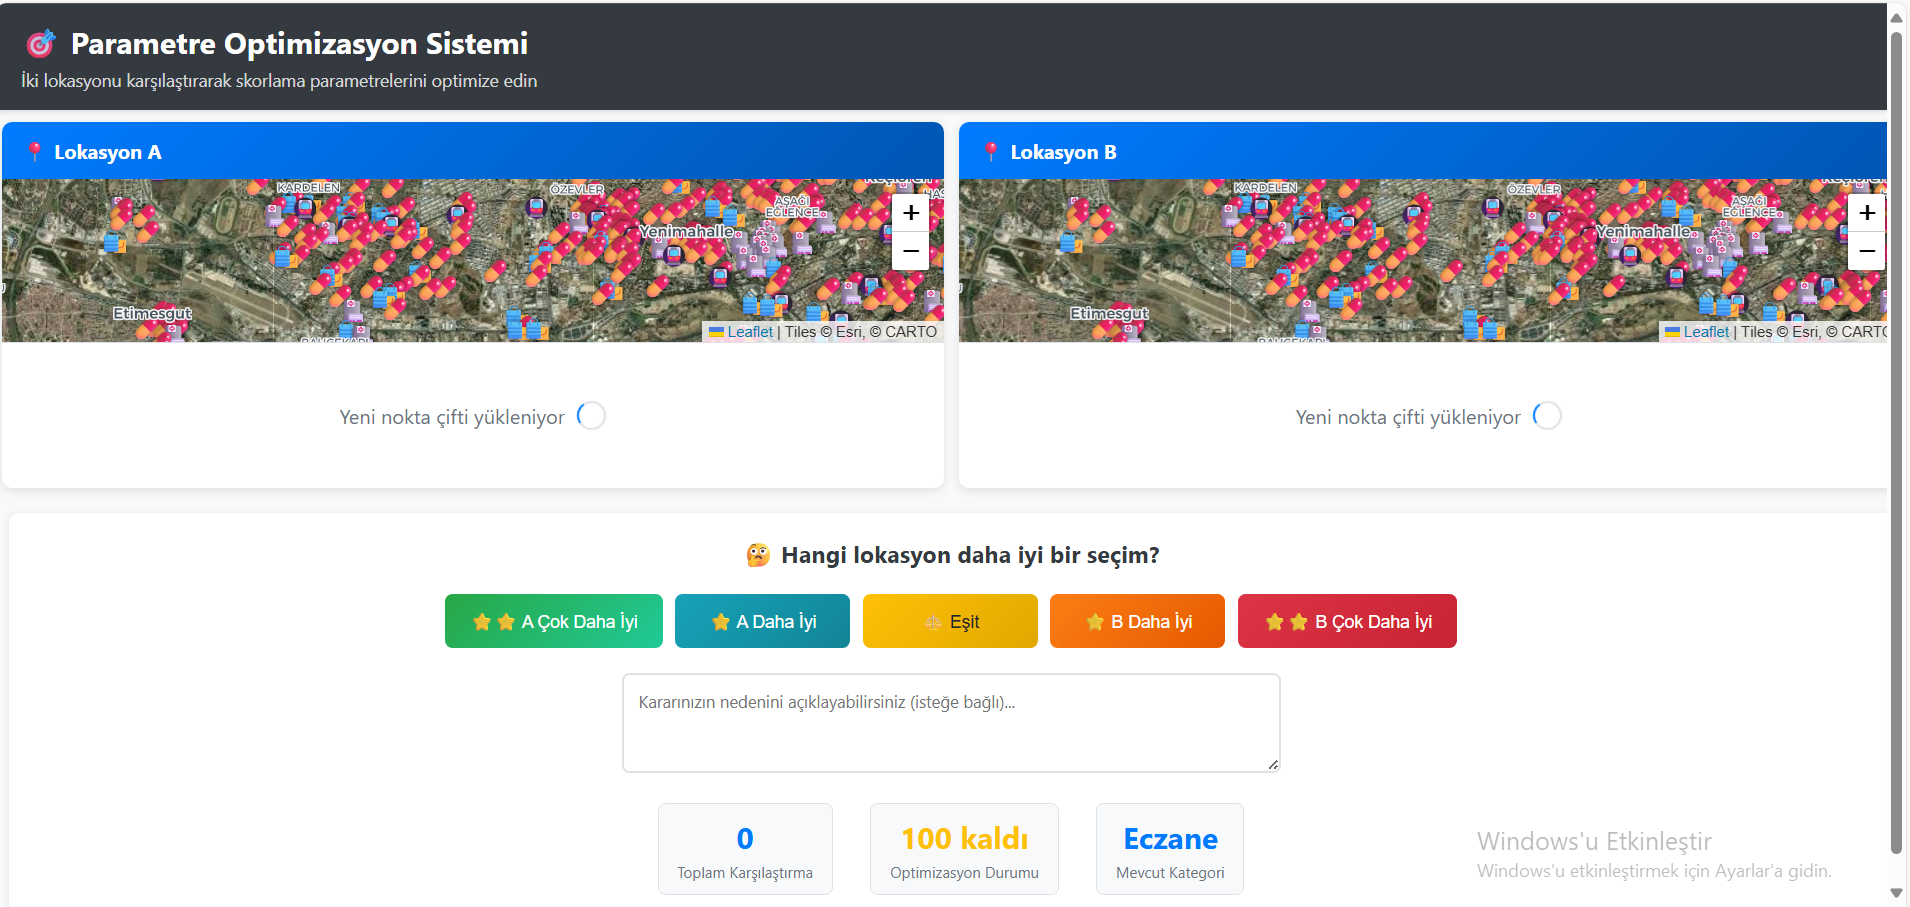 Parametre Optimizasyon Sistemi
İki lokasyonu karşılaştırarak skorlama parametrelerini optimize edin
Lokasyon A
KARDELEN
ÖZEVLER
AŞAĞI
EĞLENCE
Yenimahalle
Etimesgut
+
−
Leaflet | Tiles © Esri, © CARTO
Yeni nokta çifti yükleniyor
Lokasyon B
KARDELEN
ÖZEVLER
AŞAĞI
EĞLENCE
Yenimahalle
Etimesgut
+
−
Leaflet | Tiles © Esri, © CARTO
Yeni nokta çifti yükleniyor
Hangi lokasyon daha iyi bir seçim?
A Çok Daha İyi
A Daha İyi
Eşit
B Daha İyi
B Çok Daha İyi
Kararınızın nedenini açıklayabilirsiniz (isteğe bağlı)...
0
Toplam Karşılaştırma
100 kaldı
Optimizasyon Durumu
Eczane
Mevcut Kategori
Windows'u Etkinleştir
Windows'u etkinleştirmek için Ayarlar'a gidin.